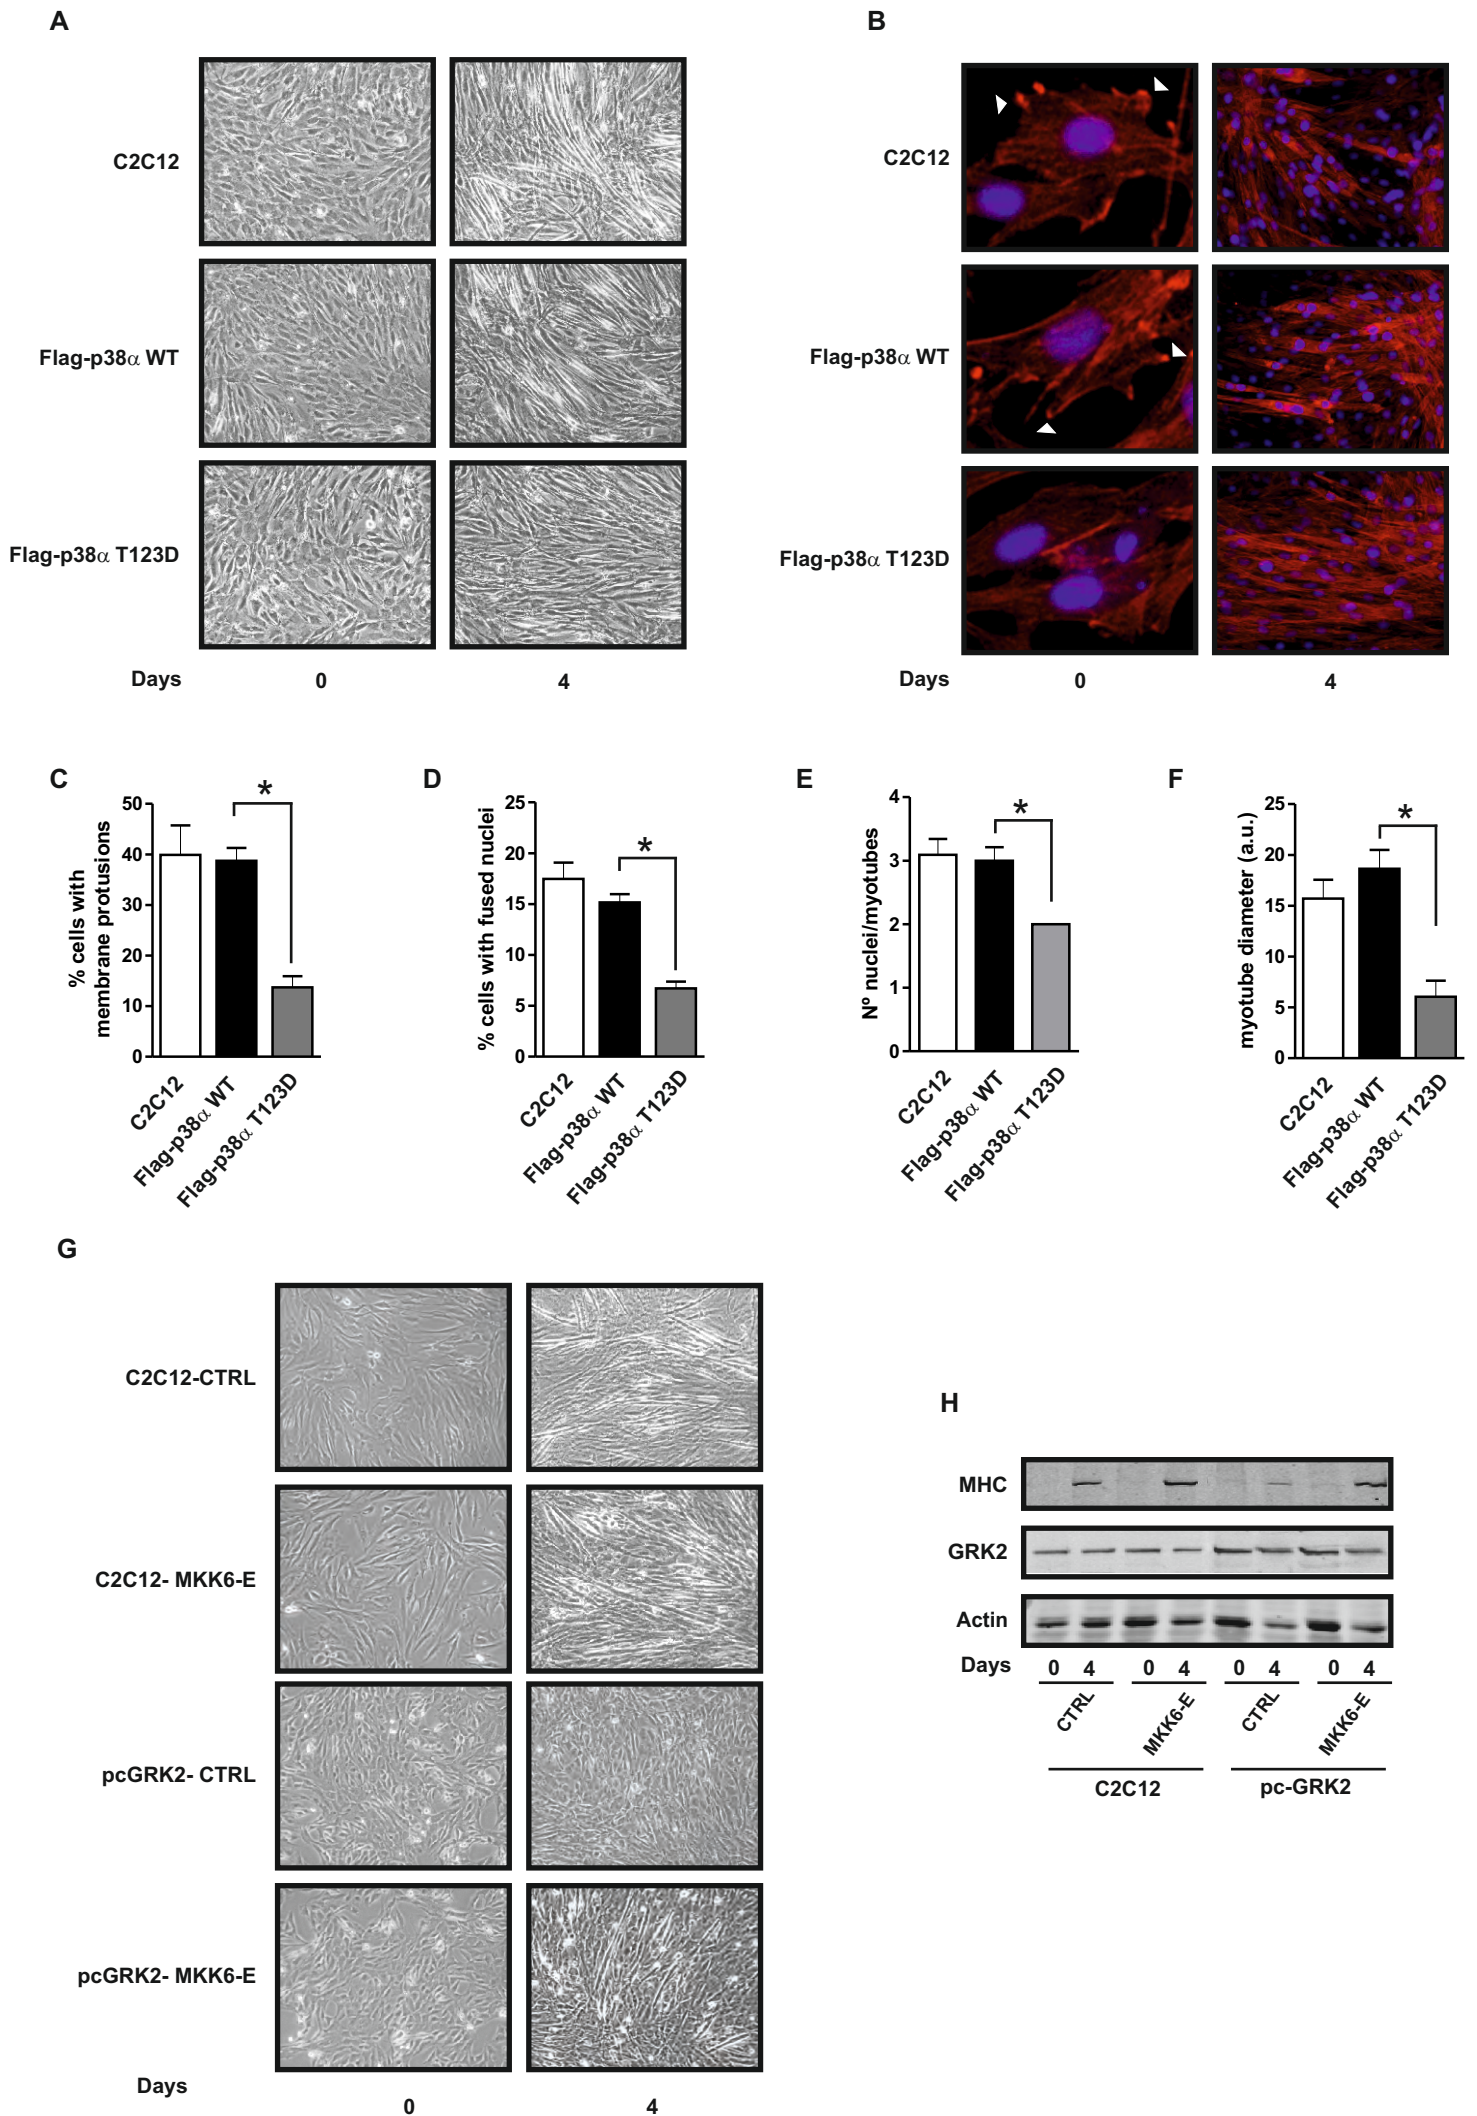 A
B
C2C12
Flag-p38α WT
Flag-p38α T123D
Days
0
4
C2C12
Flag-p38α WT
Flag-p38α T123D
Days
0
4
C
% cells with
membrane protusions
50
40
30
20
10
0
*
C2C12
Flag-p38α WT
Flag-p38α T123D
D
% cells with fused nuclei
25
20
15
10
5
0
*
C2C12
Flag-p38α WT
Flag-p38α T123D
E
Nº nuclei/myotubes
4
3
2
1
0
*
C2C12
Flag-p38α WT
Flag-p38α T123D
F
myotube diameter (a.u.)
25
20
15
10
5
0
*
C2C12
Flag-p38α WT
Flag-p38α T123D
G
C2C12-CTRL
C2C12- MKK6-E
pcGRK2- CTRL
pcGRK2- MKK6-E
Days
0
4
H
MHC
GRK2
Actin
Days
0 4 0 4 0 4 0 4
CTRL
MKK6-E
CTRL
MKK6-E
C2C12
pc-GRK2